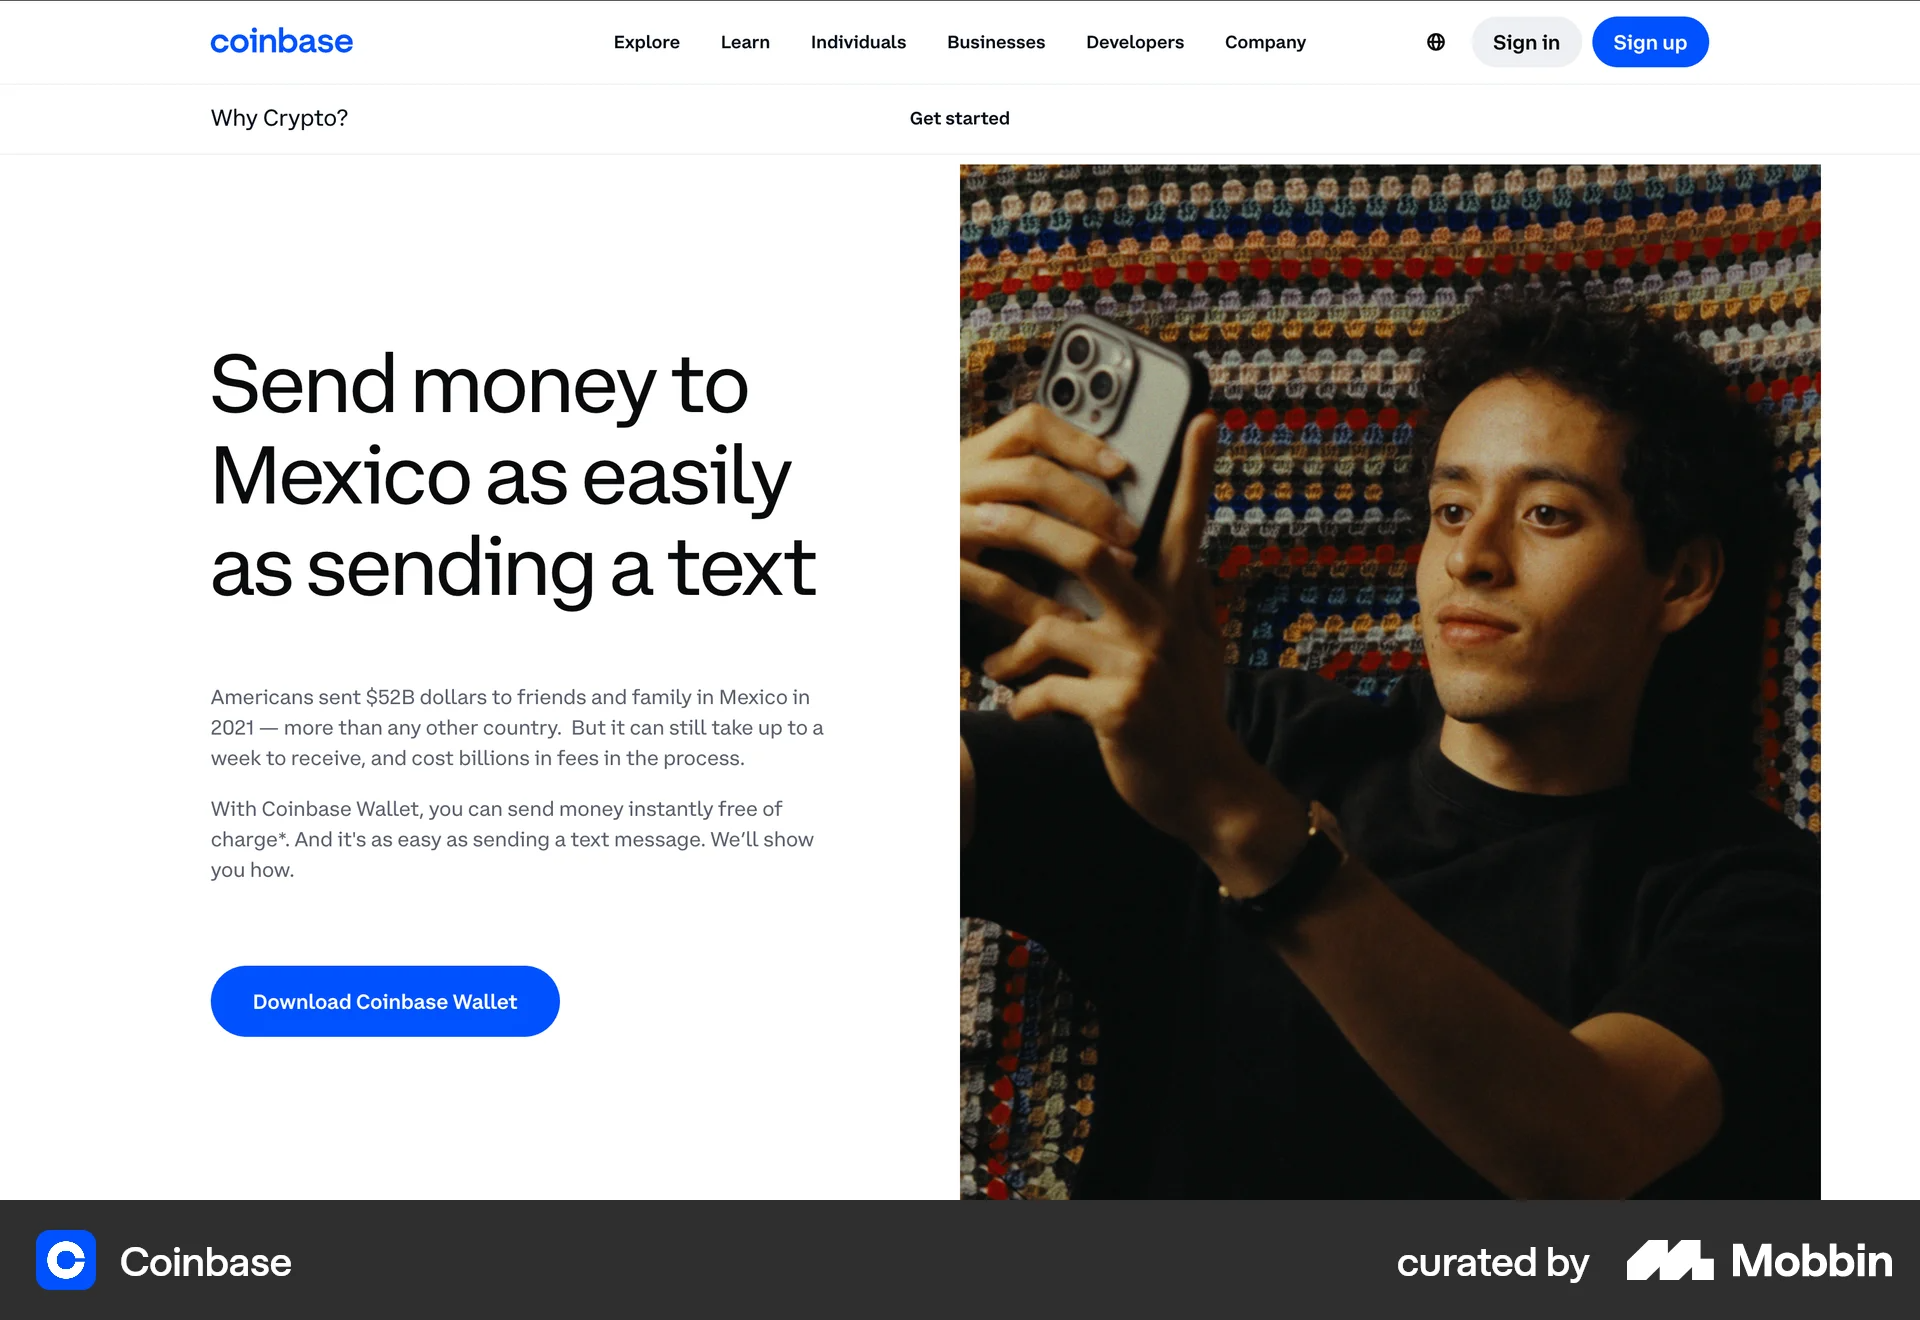 coinbase
Explore Learn Individuals Businesses Developers Company
Sign in
Sign up
Why Crypto?
Get started
Send money to
Mexico as easily
as sending a text
Americans sent $52B dollars to friends and family in Mexico in
2021 — more than any other country.  But it can still take up to a
week to receive, and cost billions in fees in the process.
With Coinbase Wallet, you can send money instantly free of
charge*. And it's as easy as sending a text message. We’ll show
you how.
Download Coinbase Wallet
Coinbase
curated by
Mobbin